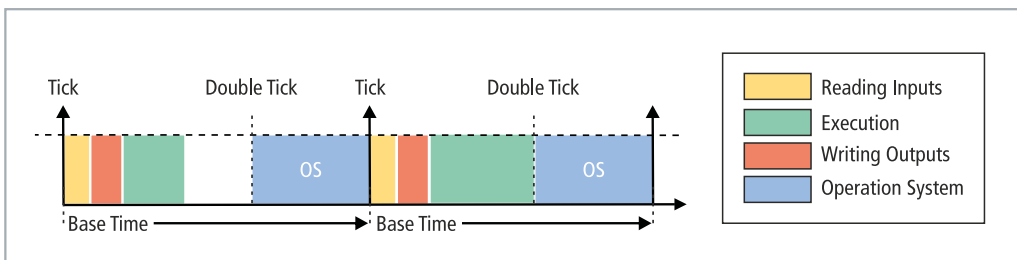 Tick Double Tick Tick Double Tick
OS OS
Base Time Base Time
Reading Inputs
Execution
Writing Outputs
Operation System